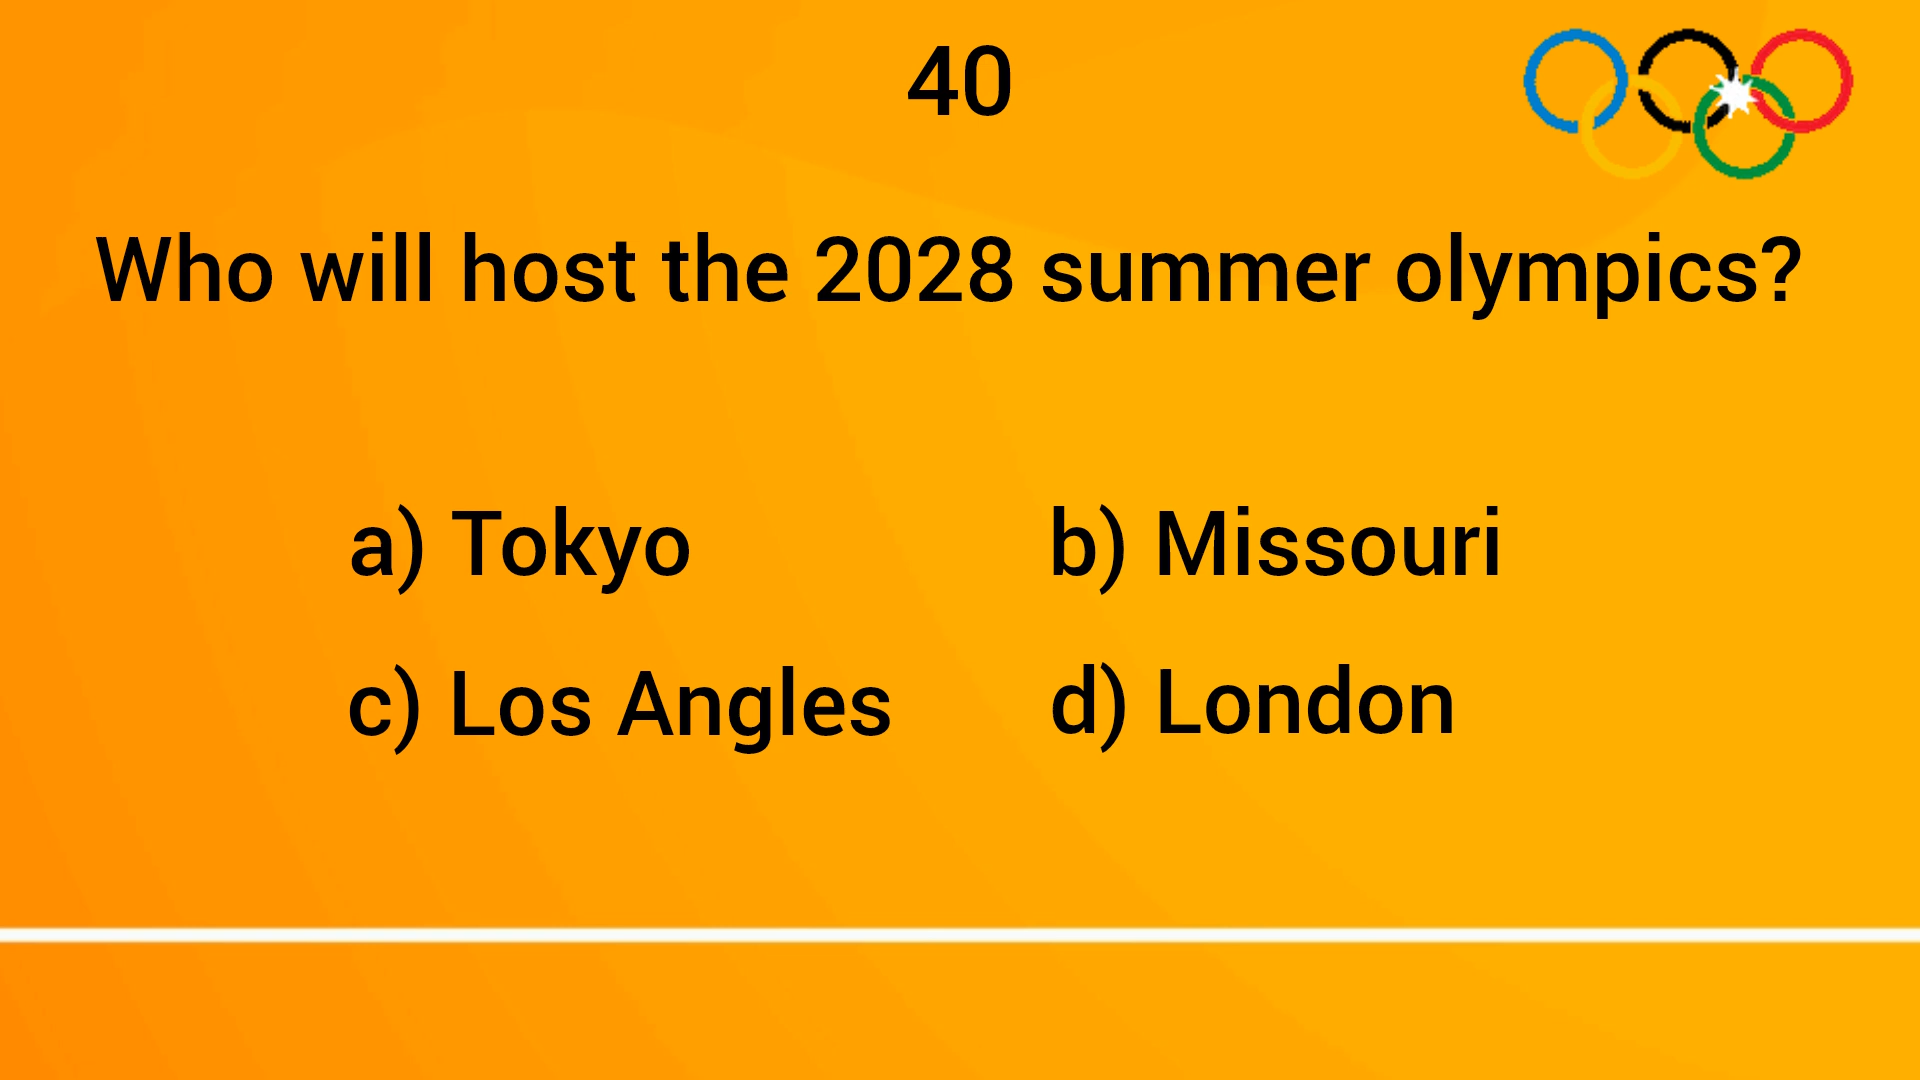 40
Who will host the 2028 summer olympics?
a) Tokyo
b) Missouri
c) Los Angles
d) London